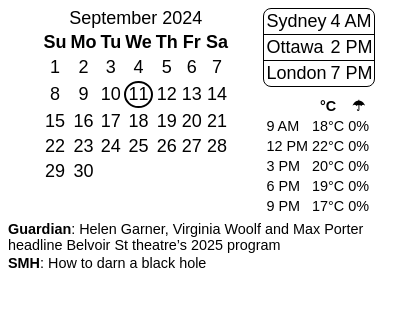 September 2024
Su Mo Tu We Th Fr Sa
1 2 3 4 5 6 7
8 9 10 11 12 13 14
15 16 17 18 19 20 21
22 23 24 25 26 27 28
29 30
Sydney 4 AM
Ottawa 2 PM
London 7 PM
°C ☂
9 AM 18°C 0%
12 PM 22°C 0%
3 PM 20°C 0%
6 PM 19°C 0%
9 PM 17°C 0%
Guardian: Helen Garner, Virginia Woolf and Max Porter
headline Belvoir St theatre’s 2025 program
SMH: How to darn a black hole